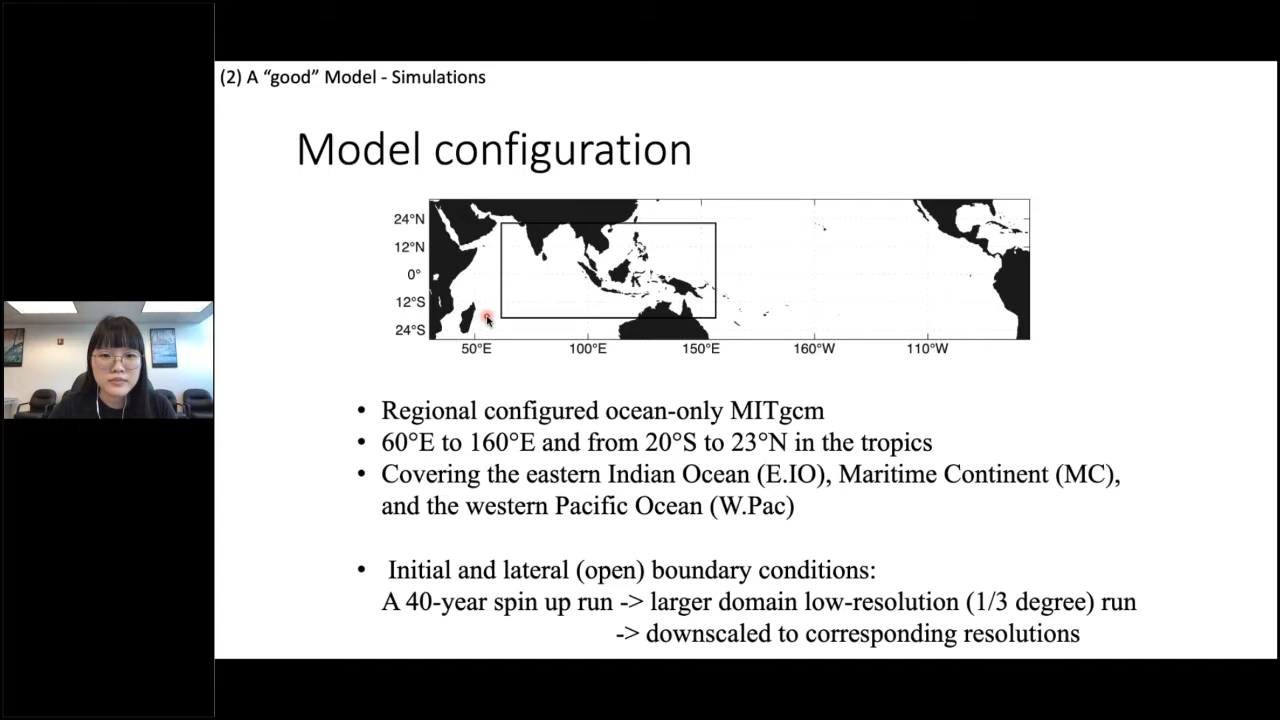 (2) A “good” Model - Simulations
Model configuration
24°N
12°N
0°
12°S
24°S
50°E 100°E 150°E 160°W 110°W
• Regional configured ocean-only MITgcm
• 60°E to 160°E and from 20°S to 23°N in the tropics
• Covering the eastern Indian Ocean (E.IO), Maritime Continent (MC),
and the western Pacific Ocean (W.Pac)
• Initial and lateral (open) boundary conditions:
A 40-year spin up run -> larger domain low-resolution (1/3 degree) run
-> downscaled to corresponding resolutions